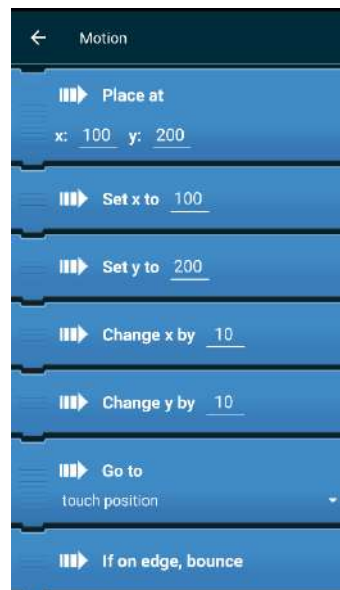 Motion
Place at
x: 100 y: 200
Set x to 100
Set y to 200
Change x by 10
Change y by 10
Go to
touch position
If on edge, bounce